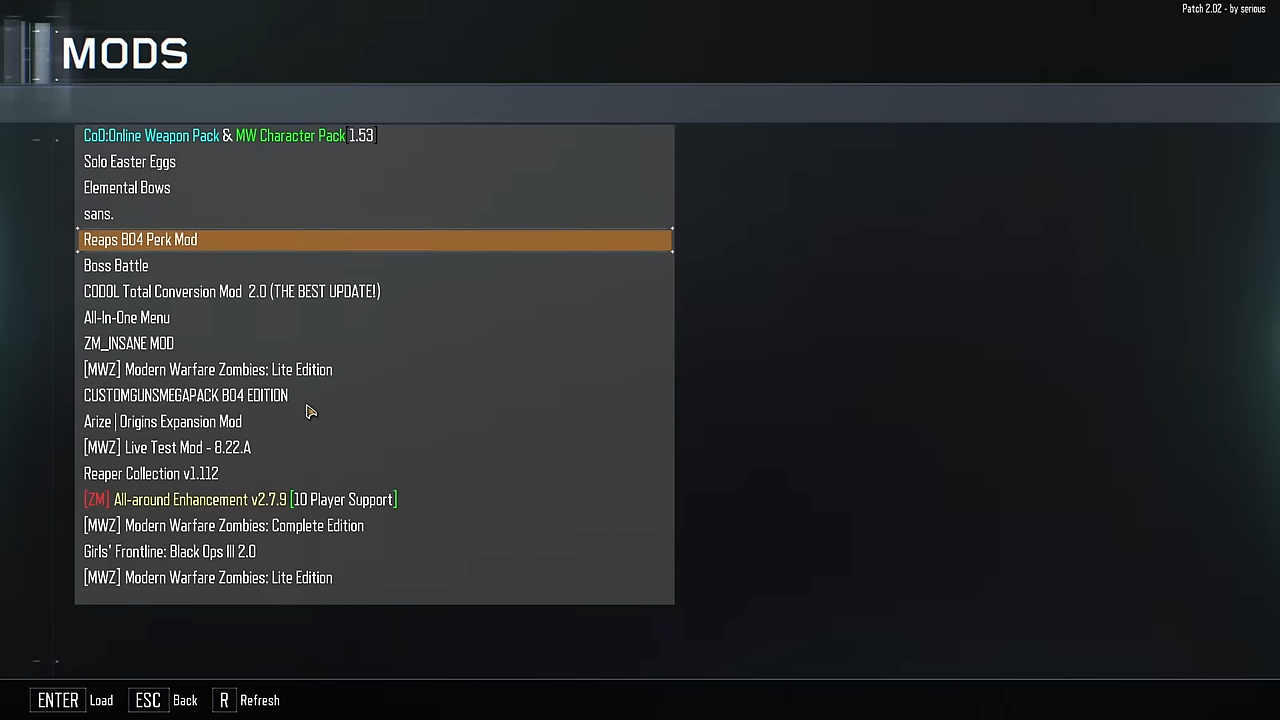 Patch 2.02 - by serious
MODS
CoD:Online Weapon Pack & MW Character Pack[1.53]
Solo Easter Eggs
Elemental Bows
sans.
Reaps BO4 Perk Mod
Boss Battle
CODOL Total Conversion Mod 2.0 (THE BEST UPDATE!)
All-In-One Menu
ZM_INSANE MOD
[MWZ] Modern Warfare Zombies: Lite Edition
CUSTOMGUNSMEGAPACK BO4 EDITION
Arize | Origins Expansion Mod
[MWZ] Live Test Mod - 8.22.A
Reaper Collection v1.112
[ZM] All-around Enhancement v2.7.9 [10 Player Support]
[MWZ] Modern Warfare Zombies: Complete Edition
Girls' Frontline: Black Ops III 2.0
[MWZ] Modern Warfare Zombies: Lite Edition
ENTER Load ESC Back R Refresh